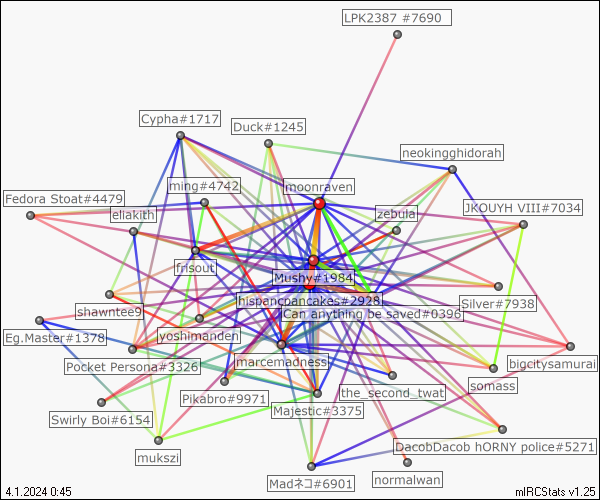 LPK2387 #7690
Cypha#1717
Duck#1245
neokingghidorah
ming#4742
moonraven
Fedora Stoat#4479
eliakith
zebula
JKOUYH VIII#7034
frisout
Mushy#1984
hispancpancakes#2928
Silver#7938
shawntee9
Can anything be saved#0396
Eg.Master#1378
yoshimanden
marcemadness
bigcitysamurai
Pocket Persona#3326
somass
Pikabro#9971
the_second_twat
Swirly Boi#6154
Majestic#3375
mukszi
DacobDacob hORNY police#5271
Madネコ#6901
normalwan
4.1.2024 0:45
mIRCStats v1.25